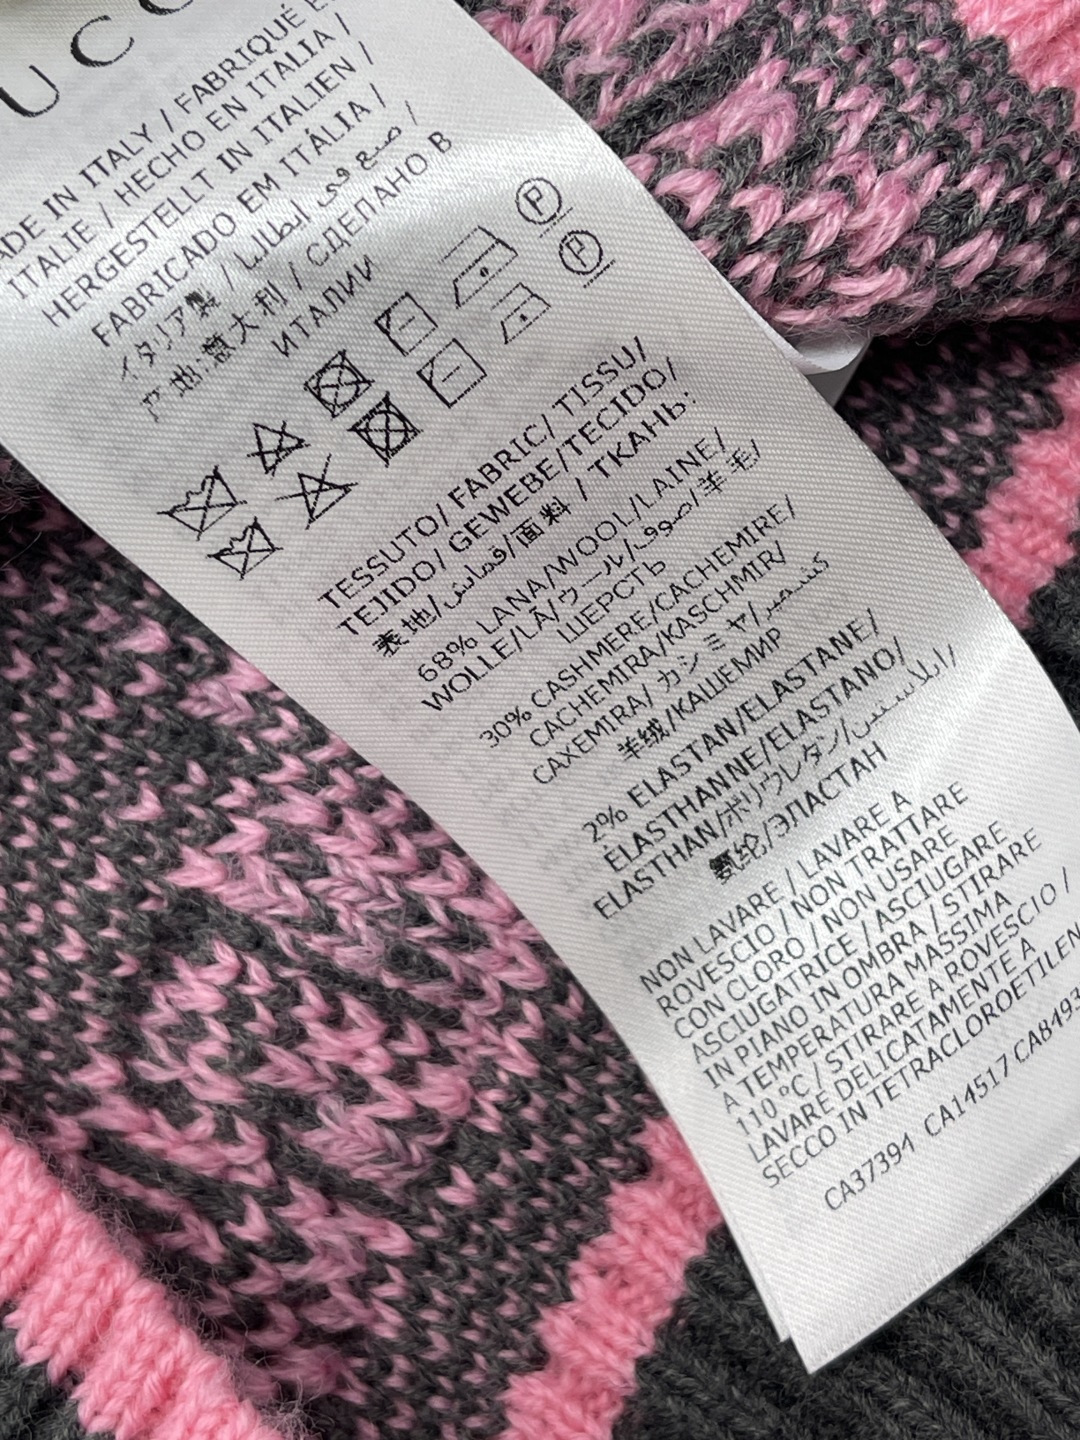 UCC
MADE IN ITALY / FABRIQUÉ E
ITALIE / HECHO EN ITALIA /
HERGESTELLT IN ITALIEN /
FABRICADO EM ITÁLIA /
イタリア製 / صنع في إيطاليا /
产地:意大利 / СДЕЛАНО В
ИТАЛИИ
P
P
TESSUTO/ FABRIC/ TISSU/
TEJIDO/ GEWEBE/TECIDO/
表地/قماش/面料 / ТКАНЬ:
68% LANA/WOOL/LAINE/
WOLLE/LÃ/ウール/صوف/羊毛/
ШЕРСТЬ
30% CASHMERE/CACHEMIRE/
CACHEMIRA/KASCHMIR/
CAXEMIRA/ カシミヤ/كشمير/
羊绒/КАШЕМИР
2% ELASTAN/ELASTANE/
ÉLASTHANNE/ELASTANO/
ELASTHAN/ポリウレタン/إيلاستين/
氨纶/ЭЛАСТАН
NON LAVARE / LAVARE A
ROVESCIO / NON TRATTARE
CON CLORO / NON USARE
ASCIUGATRICE / ASCIUGARE
IN PIANO IN OMBRA / STIRARE
A TEMPERATURA MASSIMA
110 ºC / STIRARE A ROVESCIO /
LAVARE DELICATAMENTE A
SECCO IN TETRACLOROETILEN
CA37391 CA14517 CA8493